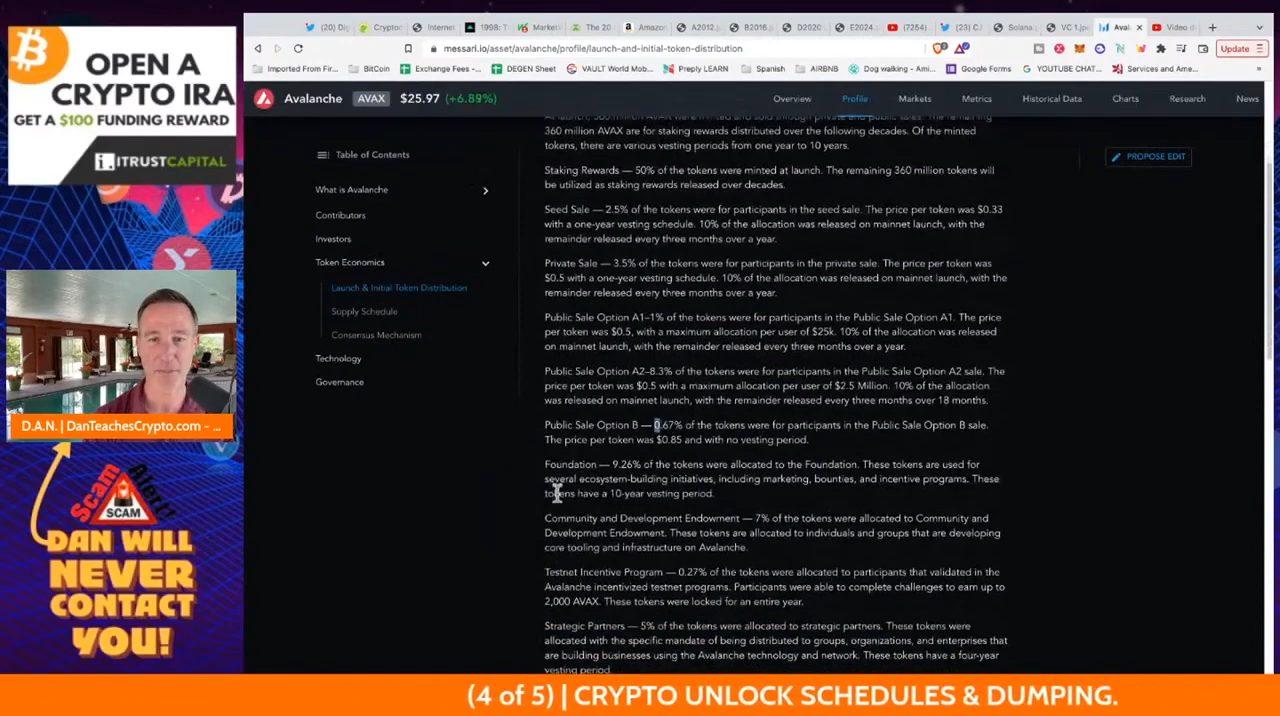 OPEN A
CRYPTO IRA
GET A $100 FUNDING REWARD
ITRUSTCAPITAL
D.A.N. | DanTeachesCrypto.com - ...
Scam Alert!
SCAM
DAN WILL
NEVER
CONTACT
YOU!
(20) Di
Crypto:
Internet
1998: T
Market
The 20
Amazo
A2012.
B2016.
D2020
E2024.
(7254)
(23) C.
Solana
VC 1.jp
Aval
Video d
messari.io/asset/avalanche/profile/launch-and-initial-token-distribution
Update
Imported From Fir...
BitCoin
Exchange Fees -...
DEGEN Sheet
VAULT World Mob...
Preply LEARN
Spanish
AIRBNB
Dog walking - Ami...
Google Forms
YOUTUBE CHAT...
Services and Ame...
Avalanche AVAX $25.97 (+6.89%)
Overview
Profile
Markets
Metrics
Historical Data
Charts
Research
News
Table of Contents
What is Avalanche
Contributors
Investors
Token Economics
Launch & Initial Token Distribution
Supply Schedule
Consensus Mechanism
Technology
Governance
PROPOSE EDIT
360 million AVAX are for staking rewards distributed over the following decades. Of the minted
tokens, there are various vesting periods from one year to 10 years.
Staking Rewards — 50% of the tokens were minted at launch. The remaining 360 million tokens will
be utilized as staking rewards released over decades.
Seed Sale — 2.5% of the tokens were for participants in the seed sale. The price per token was $0.33
with a one-year vesting schedule. 10% of the allocation was released on mainnet launch, with the
remainder released every three months over a year.
Private Sale — 3.5% of the tokens were for participants in the private sale. The price per token was
$0.5 with a one-year vesting schedule. 10% of the allocation was released on mainnet launch, with the
remainder released every three months over a year.
Public Sale Option A1–1% of the tokens were for participants in the Public Sale Option A1. The price
per token was $0.5, with a maximum allocation per user of $25k. 10% of the allocation was released
on mainnet launch, with the remainder released every three months over a year.
Public Sale Option A2–8.3% of the tokens were for participants in the Public Sale Option A2 sale. The
price per token was $0.5 with a maximum allocation per user of $2.5 Million. 10% of the allocation
was released on mainnet launch, with the remainder released every three months over 18 months.
Public Sale Option B — 0.67% of the tokens were for participants in the Public Sale Option B sale.
The price per token was $0.85 and with no vesting period.
Foundation — 9.26% of the tokens were allocated to the Foundation. These tokens are used for
several ecosystem-building initiatives, including marketing, bounties, and incentive programs. These
tokens have a 10-year vesting period.
Community and Development Endowment — 7% of the tokens were allocated to Community and
Development Endowment. These tokens are allocated to individuals and groups that are developing
core tooling and infrastructure on Avalanche.
Testnet Incentive Program — 0.27% of the tokens were allocated to participants that validated in the
Avalanche incentivized testnet programs. Participants were able to complete challenges to earn up to
2,000 AVAX. These tokens were locked for an entire year.
Strategic Partners — 5% of the tokens were allocated to strategic partners. These tokens were
allocated with the specific mandate of being distributed to groups, organizations, and enterprises that
are building businesses using the Avalanche technology and network. These tokens have a four-year
vesting period.
(4 of 5) | CRYPTO UNLOCK SCHEDULES & DUMPING.